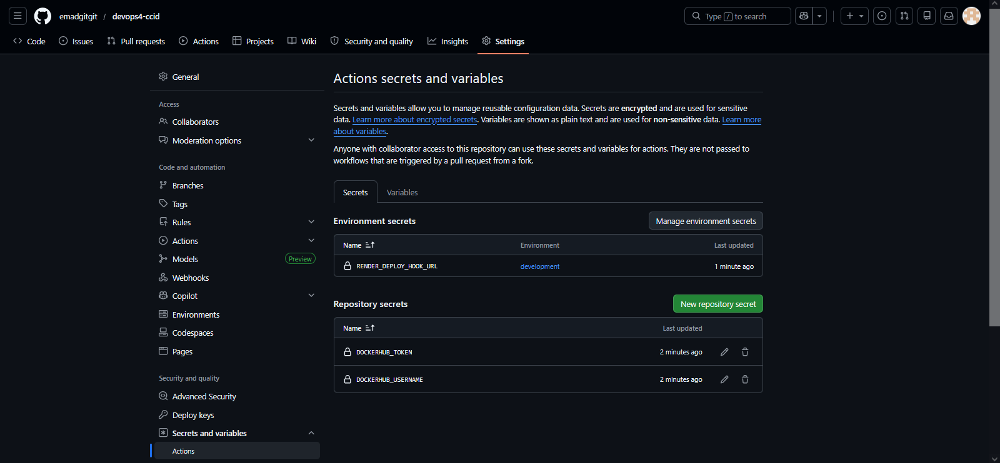 emadgitgit / devops4-ccid
Type / to search
Code
Issues
Pull requests
Actions
Projects
Wiki
Security and quality
Insights
Settings
General
Access
Collaborators
Moderation options
Code and automation
Branches
Tags
Rules
Actions
Models
Preview
Webhooks
Copilot
Environments
Codespaces
Pages
Security and quality
Advanced Security
Deploy keys
Secrets and variables
Actions
Actions secrets and variables
Secrets and variables allow you to manage reusable configuration data. Secrets are encrypted and are used for sensitive
data. Learn more about encrypted secrets. Variables are shown as plain text and are used for non-sensitive data. Learn more
about variables.
Anyone with collaborator access to this repository can use these secrets and variables for actions. They are not passed to
workflows that are triggered by a pull request from a fork.
Secrets
Variables
Environment secrets
Manage environment secrets
Name Environment Last updated
RENDER_DEPLOY_HOOK_URL development 1 minute ago
Repository secrets
New repository secret
Name Last updated
DOCKERHUB_TOKEN 2 minutes ago
DOCKERHUB_USERNAME 2 minutes ago